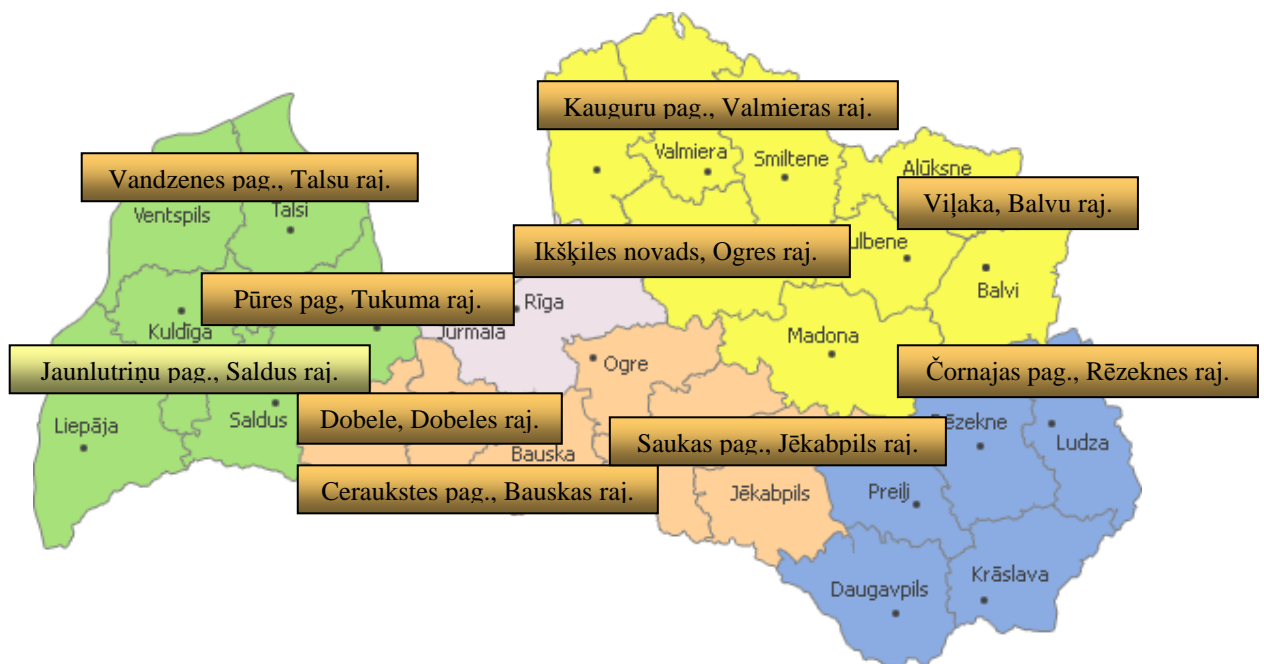 Kauguru pag., Valmieras raj.
Valmiera
Smiltene
Alūksne
Vandzenes pag., Talsu raj.
Viļaka, Balvu raj.
Ventspils
Talsi
Ikšķiles novads, Ogres raj.
ulbene
Balvi
Pūres pag, Tukuma raj.
Rīga
Jūrmala
Kuldīga
Madona
Ogre
Jaunlutriņu pag., Saldus raj.
Čornajas pag., Rēzeknes raj.
Dobele, Dobeles raj.
Saldus
Liepāja
Rēzekne
Ludza
Saukas pag., Jēkabpils raj.
Bauska
Ceraukstes pag., Bauskas raj.
Jēkabpils
Preiļi
Krāslava
Daugavpils